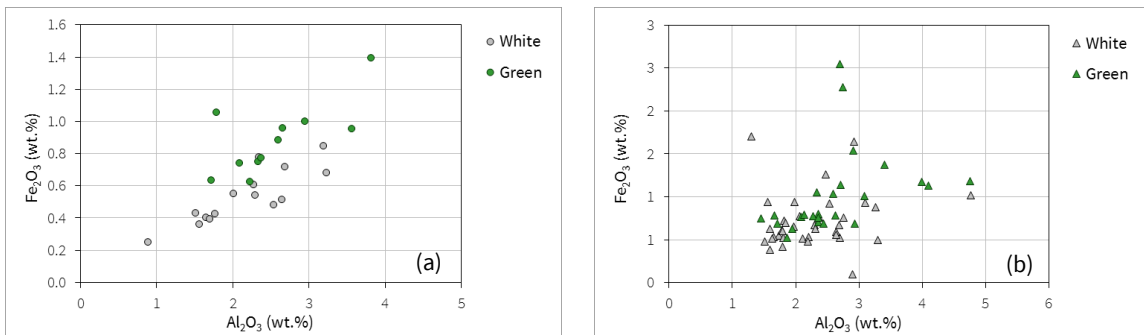 1.6
1.4
1.2
1.0
0.8
0.6
0.4
0.2
0.0
0 1 2 3 4 5
Fe₂O₃ (wt.%)
Al₂O₃ (wt.%)
White
Green
(a)
3
3
2
2
1
1
0
0 1 2 3 4 5 6
Fe₂O₃ (wt.%)
Al₂O₃ (wt.%)
White
Green
(b)